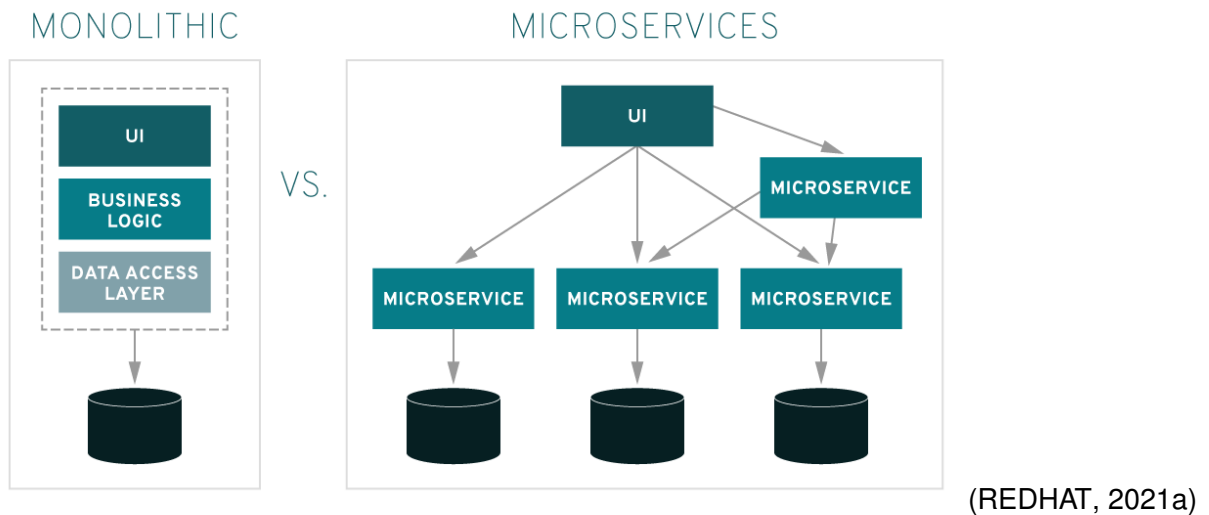 MONOLITHIC
MICROSERVICES
UI
BUSINESS
LOGIC
DATA ACCESS
LAYER
VS.
UI
MICROSERVICE
MICROSERVICE
MICROSERVICE
MICROSERVICE
(REDHAT, 2021a)